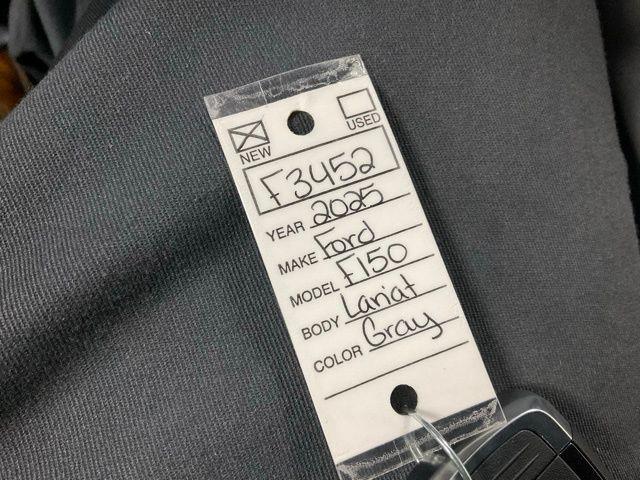 NEW USED
F3452
YEAR 2025
MAKE Ford
MODEL F150
BODY Lariat
COLOR Gray